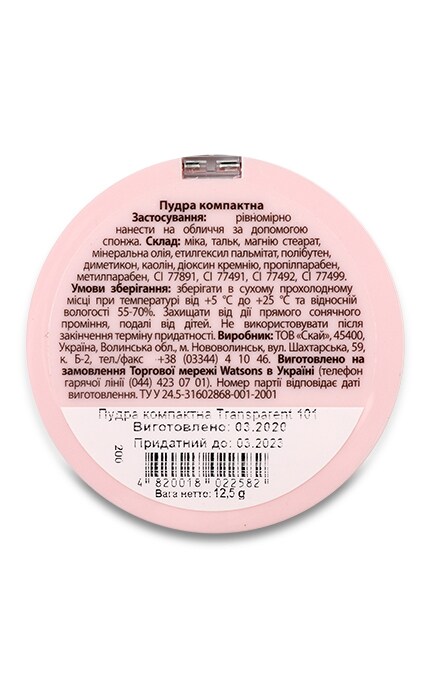 Пудра компактна
Застосування: рівномірно
нанести на обличчя за допомогою
спонжа. Склад: міка, тальк, магнію стеарат,
мінеральна олія, етилгексил пальмітат, полібутен,
диметикон, каолін, діоксин кремнію, пропілпарабен,
метилпарабен, СІ 77891, СІ 77491, СІ 77492, СІ 77499.
Умови зберігання: зберігати в сухому прохолодному
місці при температурі від +5 °С до +25 °С та відносній
вологості 55-70%. Захищати від дії прямого сонячного
проміння, подалі від дітей. Не використовувати після
закінчення терміну придатності. Виробник: ТОВ «Скай», 45400,
Україна, Волинська обл., м. Нововолинськ, вул. Шахтарська, 59,
к. Б-2, тел./факс +38 (03344) 4 10 46. Виготовлено на
замовлення Торгової мережі Watsons в Україні (телефон
гарячої лінії (044) 423 07 01). Номер партії відповідає даті
виготовлення. ТУ У 24.5-31602868-001-2001
Пудра компактна Transparent 101
Виготовлено: 03.2020
Придатний до: 03.2023
200
4 820018 022582
Вага нетто: 12,5 g